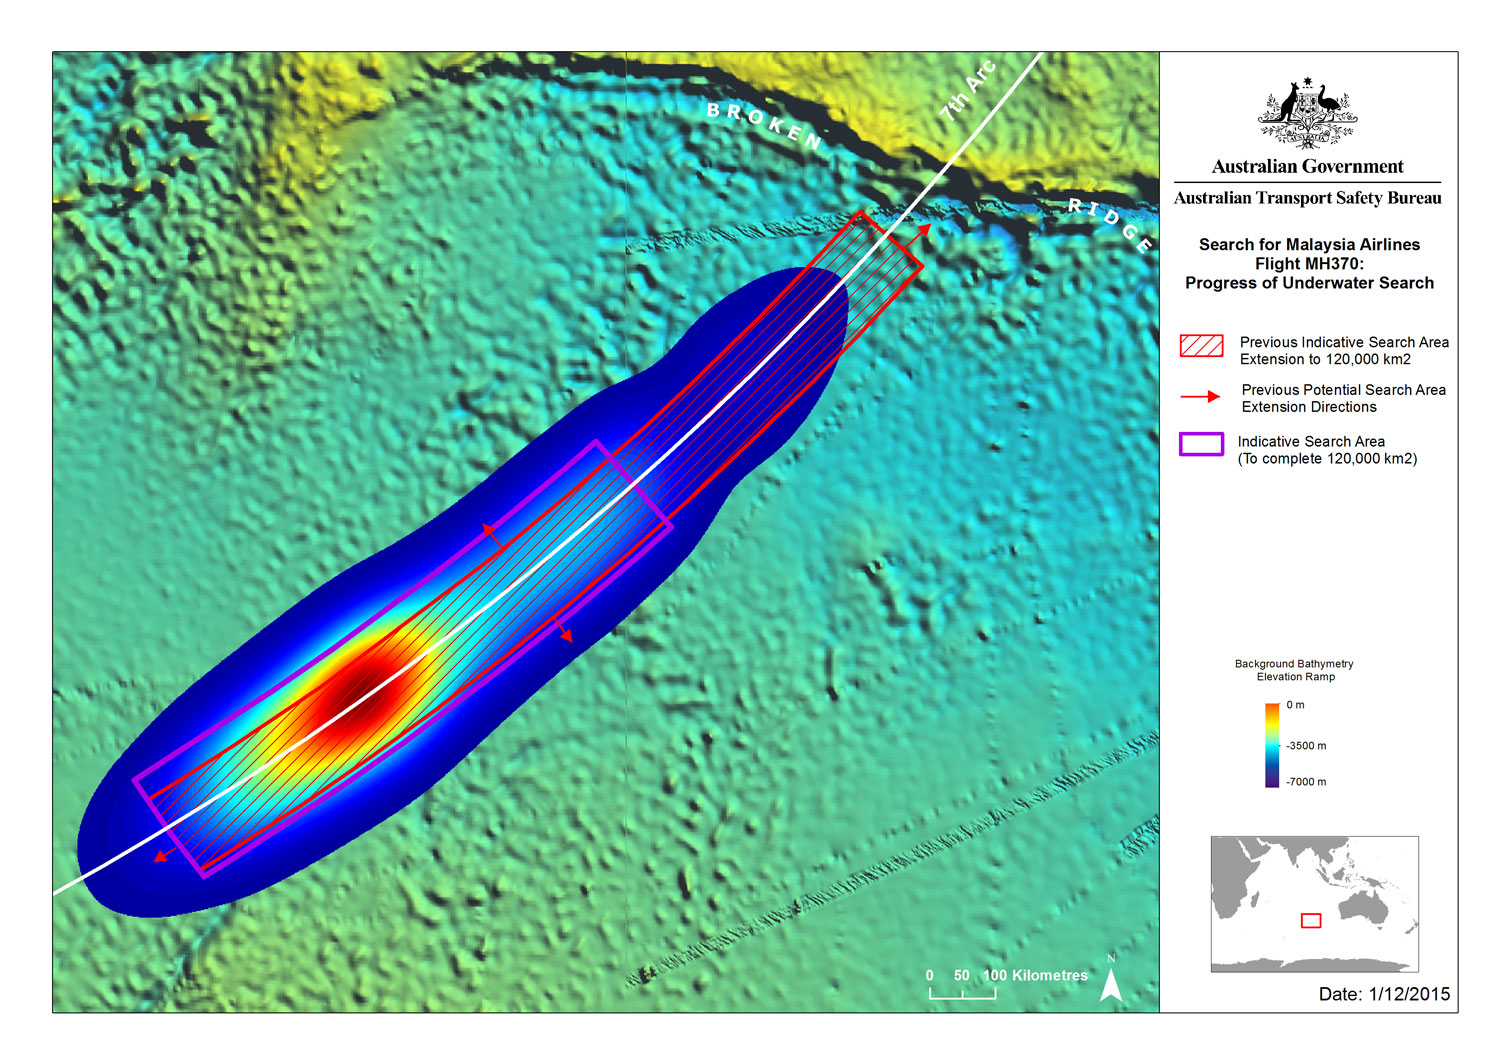 7th Arc
BROKEN
RIDGE
AUSTRALIA
Australian Government
Australian Transport Safety Bureau
Search for Malaysia Airlines
Flight MH370:
Progress of Underwater Search
Previous Indicative Search Area
Extension to 120,000 km2
Previous Potential Search Area
Extension Directions
Indicative Search Area
(To complete 120,000 km2)
Background Bathymetry
Elevation Ramp
0 m
-3500 m
-7000 m
0 50 100 Kilometres
N
Date: 1/12/2015